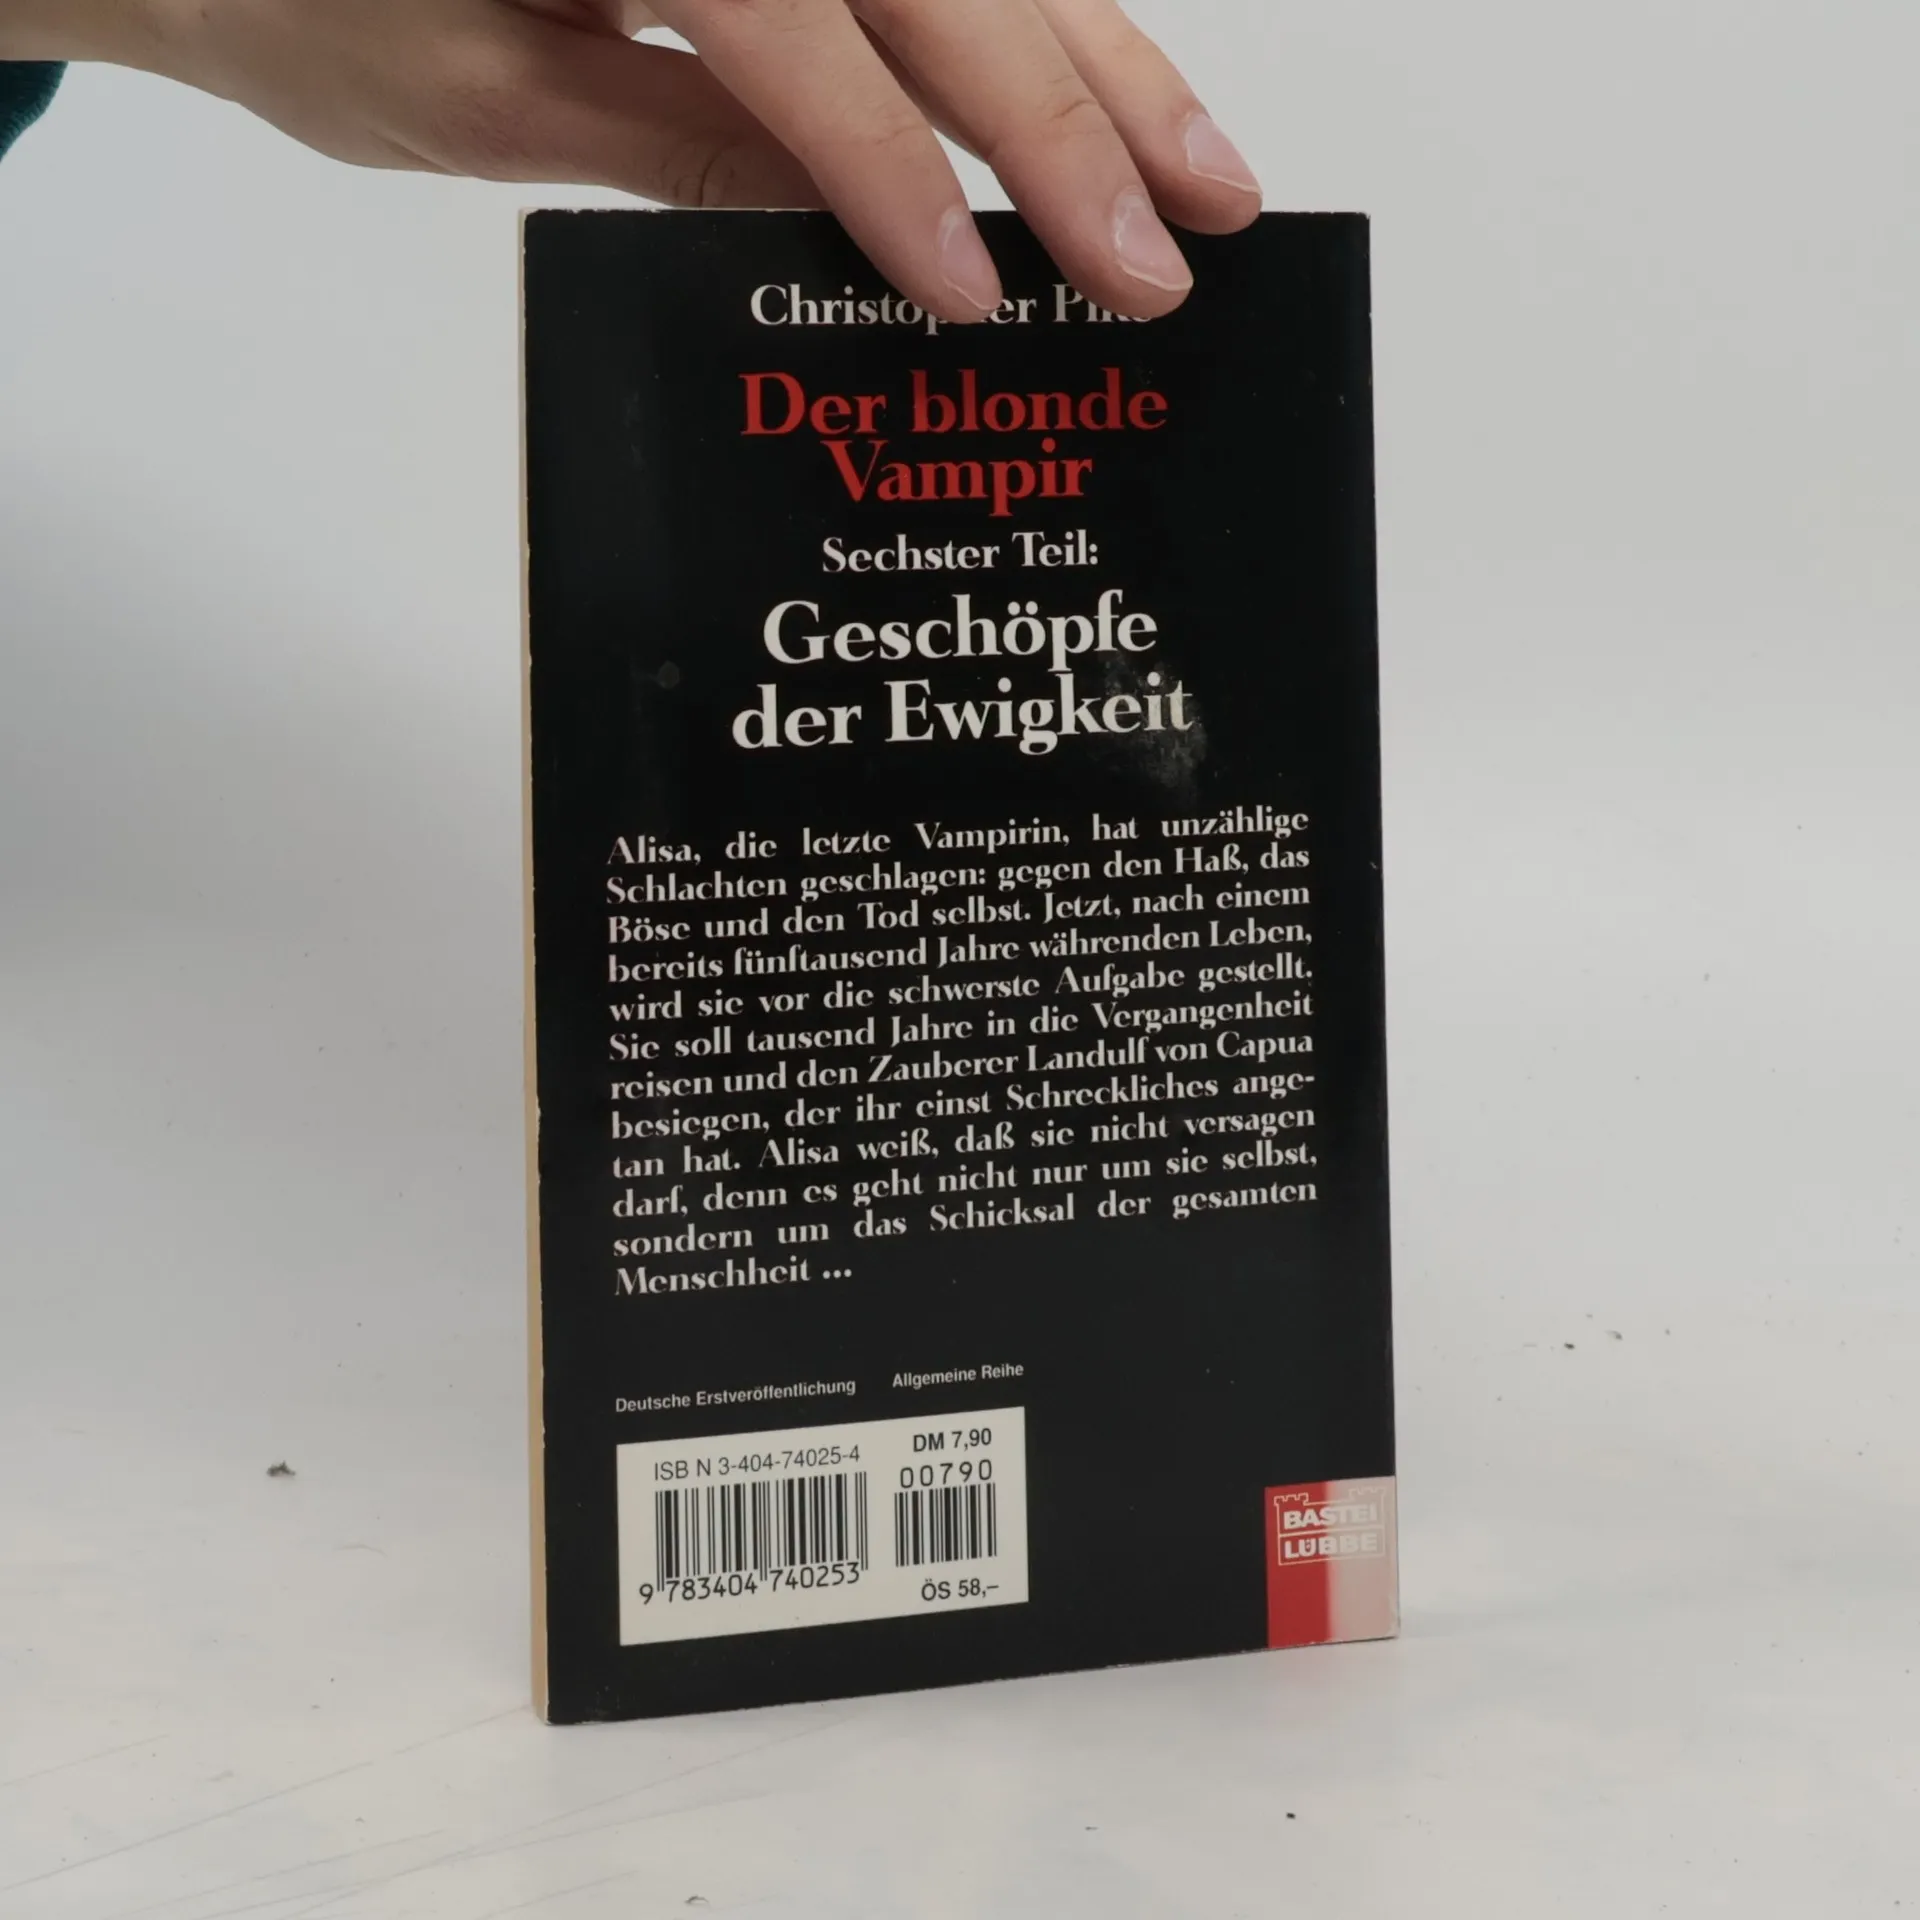 Christopher Pike
Der blonde
Vampir
Sechster Teil:
Geschöpfe
der Ewigkeit
Alisa, die letzte Vampirin, hat unzählige
Schlachten geschlagen: gegen den Haß, das
Böse und den Tod selbst. Jetzt, nach einem
bereits fünftausend Jahre währenden Leben,
wird sie vor die schwerste Aufgabe gestellt.
Sie soll tausend Jahre in die Vergangenheit
reisen und den Zauberer Landulf von Capua
besiegen, der ihr einst Schreckliches ange-
tan hat. Alisa weiß, daß sie nicht versagen
darf, denn es geht nicht nur um sie selbst,
sondern um das Schicksal der gesamten
Menschheit ...
Deutsche Erstveröffentlichung Allgemeine Reihe
ISBN 3-404-74025-4
DM 7,90
00790
9 783404 740253
ÖS 58,–
BASTEI
LÜBBE